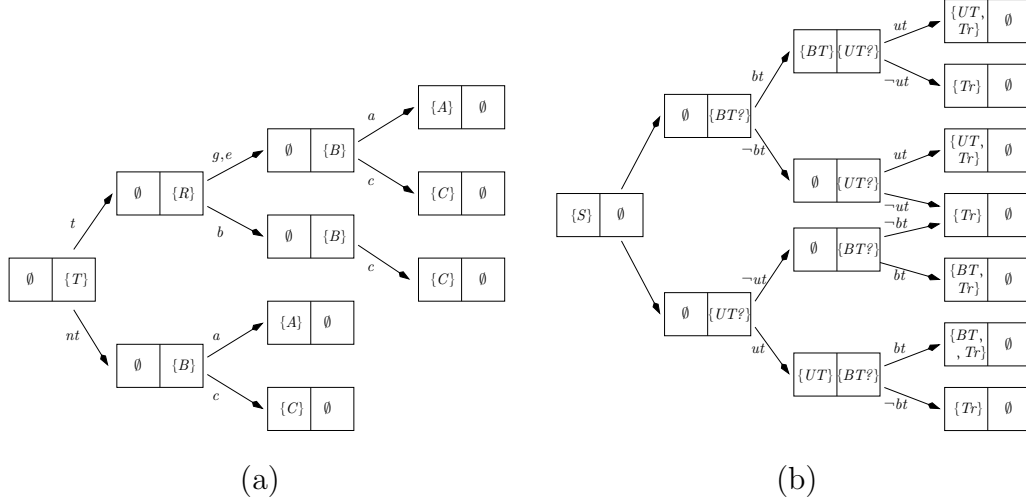 t
g,e
b
nt
a
c
c
a
c
∅ {T}
∅ {R}
∅ {B}
∅ {B}
∅ {B}
{A} ∅
{C} ∅
{C} ∅
{A} ∅
{C} ∅
(a)
{S} ∅
∅ {BT?}
∅ {UT?}
bt
¬bt
¬ut
ut
{BT} {UT?}
∅ {UT?}
∅ {BT?}
{UT} {BT?}
ut
¬ut
ut
¬ut
¬bt
bt
bt
¬bt
{UT,
Tr} ∅
{Tr} ∅
{UT,
Tr} ∅
{Tr} ∅
{BT,
Tr} ∅
{BT,
, Tr} ∅
{Tr} ∅
(b)